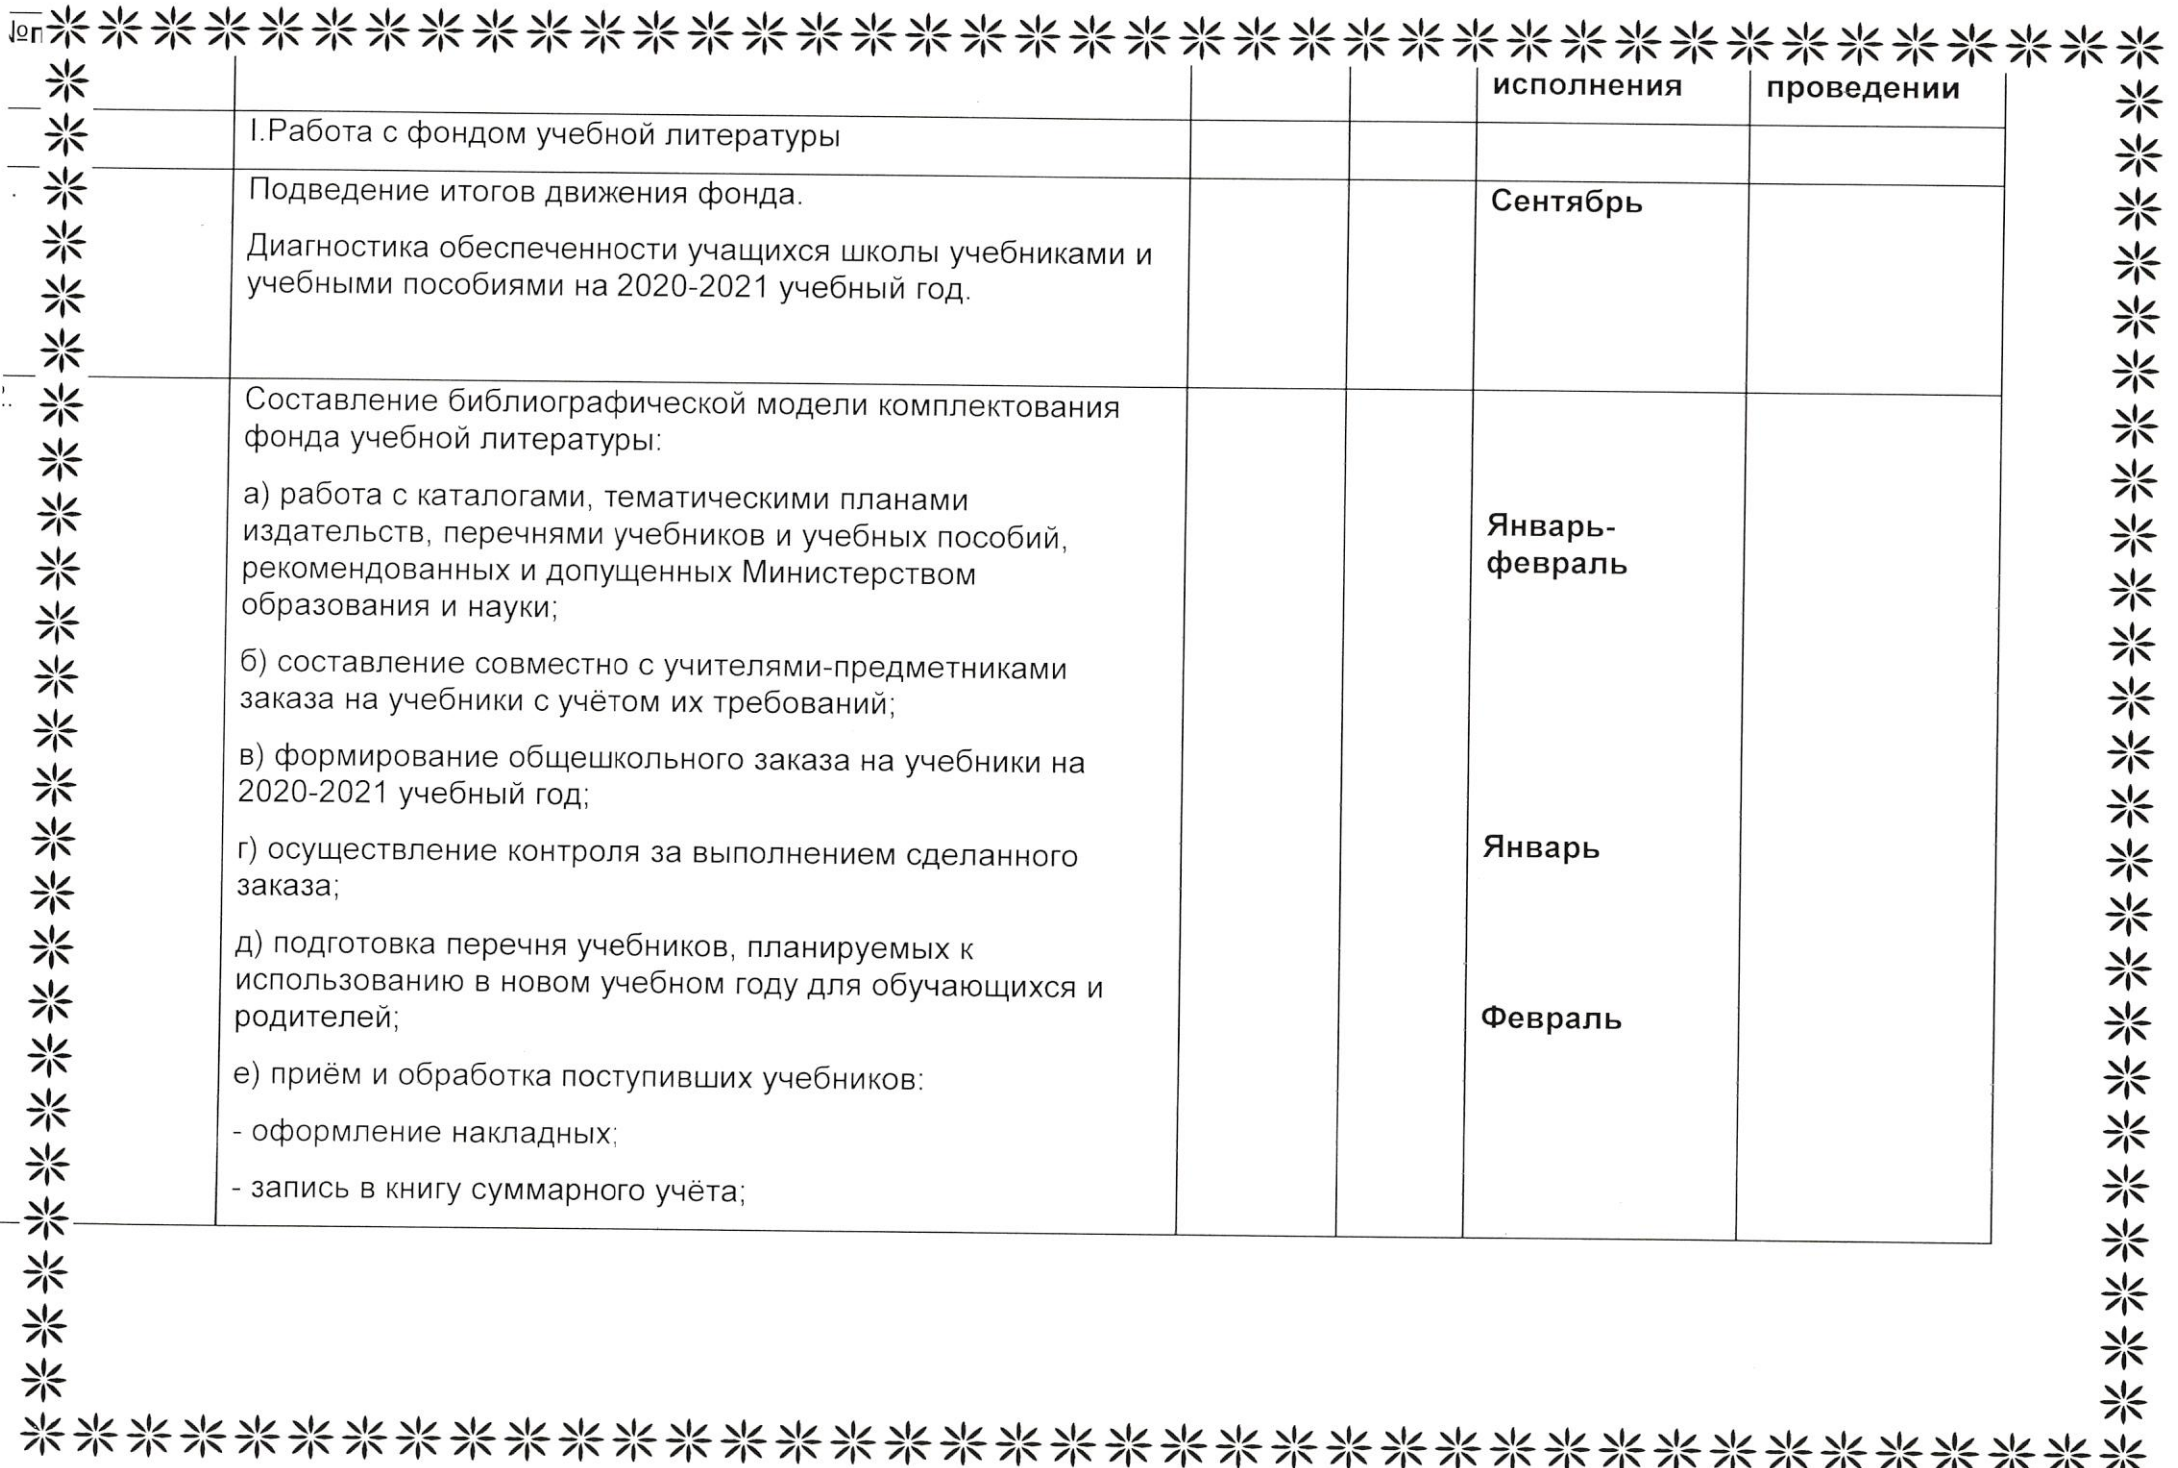 №п
исполнения
проведении
I.Работа с фондом учебной литературы
Подведение итогов движения фонда.
Сентябрь
Диагностика обеспеченности учащихся школы учебниками и
учебными пособиями на 2020-2021 учебный год.
Составление библиографической модели комплектования
фонда учебной литературы:
а) работа с каталогами, тематическими планами
издательств, перечнями учебников и учебных пособий,
рекомендованных и допущенных Министерством
образования и науки;
Январь-
февраль
б) составление совместно с учителями-предметниками
заказа на учебники с учётом их требований;
в) формирование общешкольного заказа на учебники на
2020-2021 учебный год;
г) осуществление контроля за выполнением сделанного
заказа;
Январь
д) подготовка перечня учебников, планируемых к
использованию в новом учебном году для обучающихся и
родителей;
Февраль
е) приём и обработка поступивших учебников:
- оформление накладных;
- запись в книгу суммарного учёта;